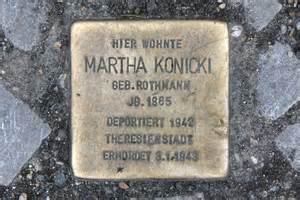 HIER WOHNTE
MARTHA KONICKI
GEB. ROTHMANN
JG. 1865
DEPORTIERT 1942
THERESIENSTADT
ERMORDET 3.1.1943